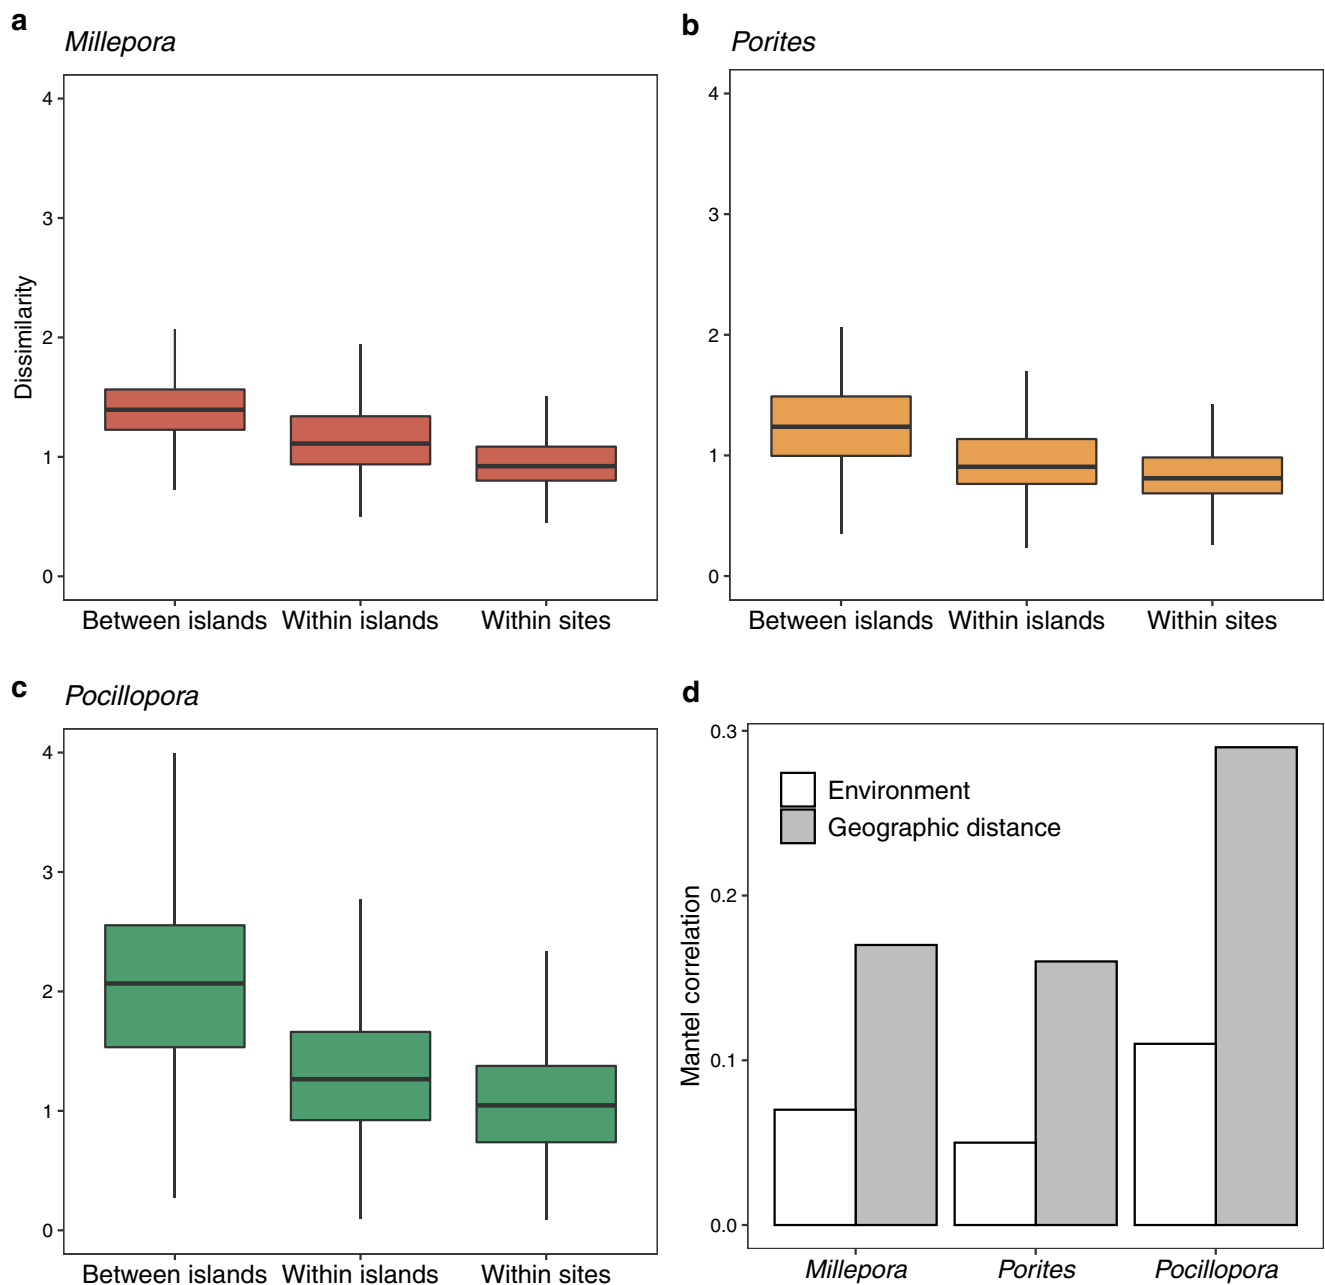 a
Millepora
4
3
2
1
0
Dissimilarity
Between islands Within islands Within sites
b
Porites
4
3
2
1
0
Between islands Within islands Within sites
c
Pocillopora
4
3
2
1
0
Between islands Within islands Within sites
d
0.3
0.2
0.1
0.0
Mantel correlation
Environment
Geographic distance
Millepora Porites Pocillopora